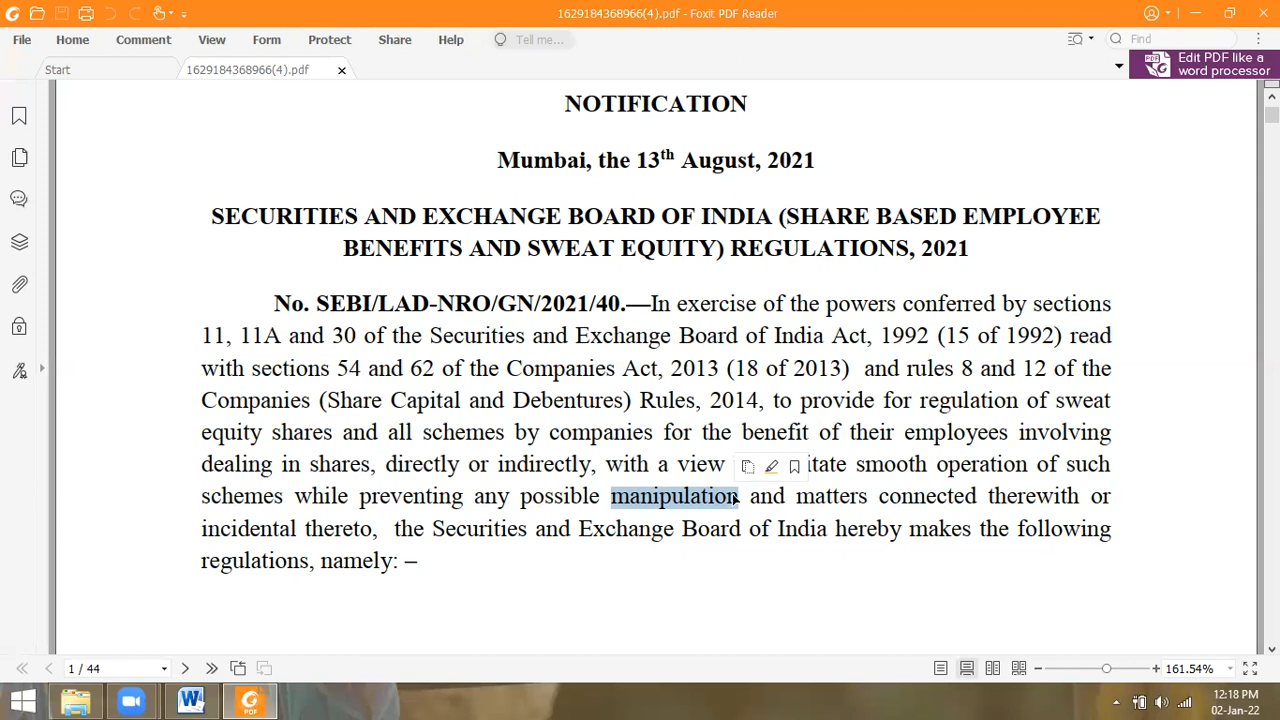 1629184368966(4).pdf - Foxit PDF Reader
File Home Comment View Form Protect Share Help Tell me... Find
Start 1629184368966(4).pdf
Edit PDF like a
word processor
NOTIFICATION
Mumbai, the 13th August, 2021
SECURITIES AND EXCHANGE BOARD OF INDIA (SHARE BASED EMPLOYEE
BENEFITS AND SWEAT EQUITY) REGULATIONS, 2021
No. SEBI/LAD-NRO/GN/2021/40.—In exercise of the powers conferred by sections
11, 11A and 30 of the Securities and Exchange Board of India Act, 1992 (15 of 1992) read
with sections 54 and 62 of the Companies Act, 2013 (18 of 2013) and rules 8 and 12 of the
Companies (Share Capital and Debentures) Rules, 2014, to provide for regulation of sweat
equity shares and all schemes by companies for the benefit of their employees involving
dealing in shares, directly or indirectly, with a view itate smooth operation of such
schemes while preventing any possible manipulation and matters connected therewith or
incidental thereto, the Securities and Exchange Board of India hereby makes the following
regulations, namely: –
1 / 44
161.54%
12:18 PM
02-Jan-22